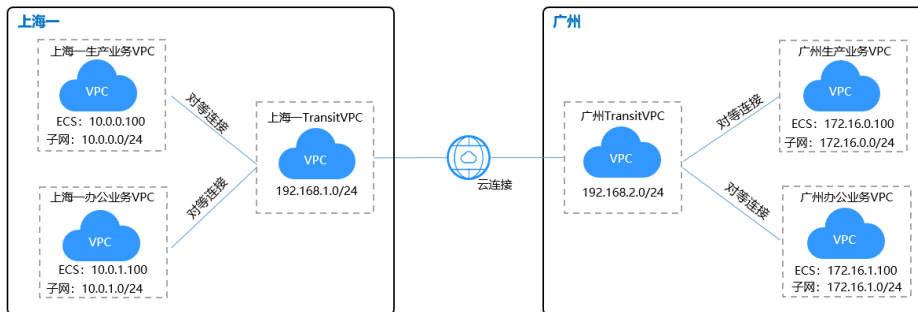 上海一
上海一生产业务VPC
VPC
ECS：10.0.0.100
子网：10.0.0.0/24
对等连接
上海一TransitVPC
VPC
192.168.1.0/24
对等连接
上海一办公业务VPC
VPC
ECS：10.0.1.100
子网：10.0.1.0/24
云连接
广州
广州TransitVPC
VPC
192.168.2.0/24
对等连接
广州生产业务VPC
VPC
ECS：172.16.0.100
子网：172.16.0.0/24
对等连接
广州办公业务VPC
VPC
ECS：172.16.1.100
子网：172.16.1.0/24